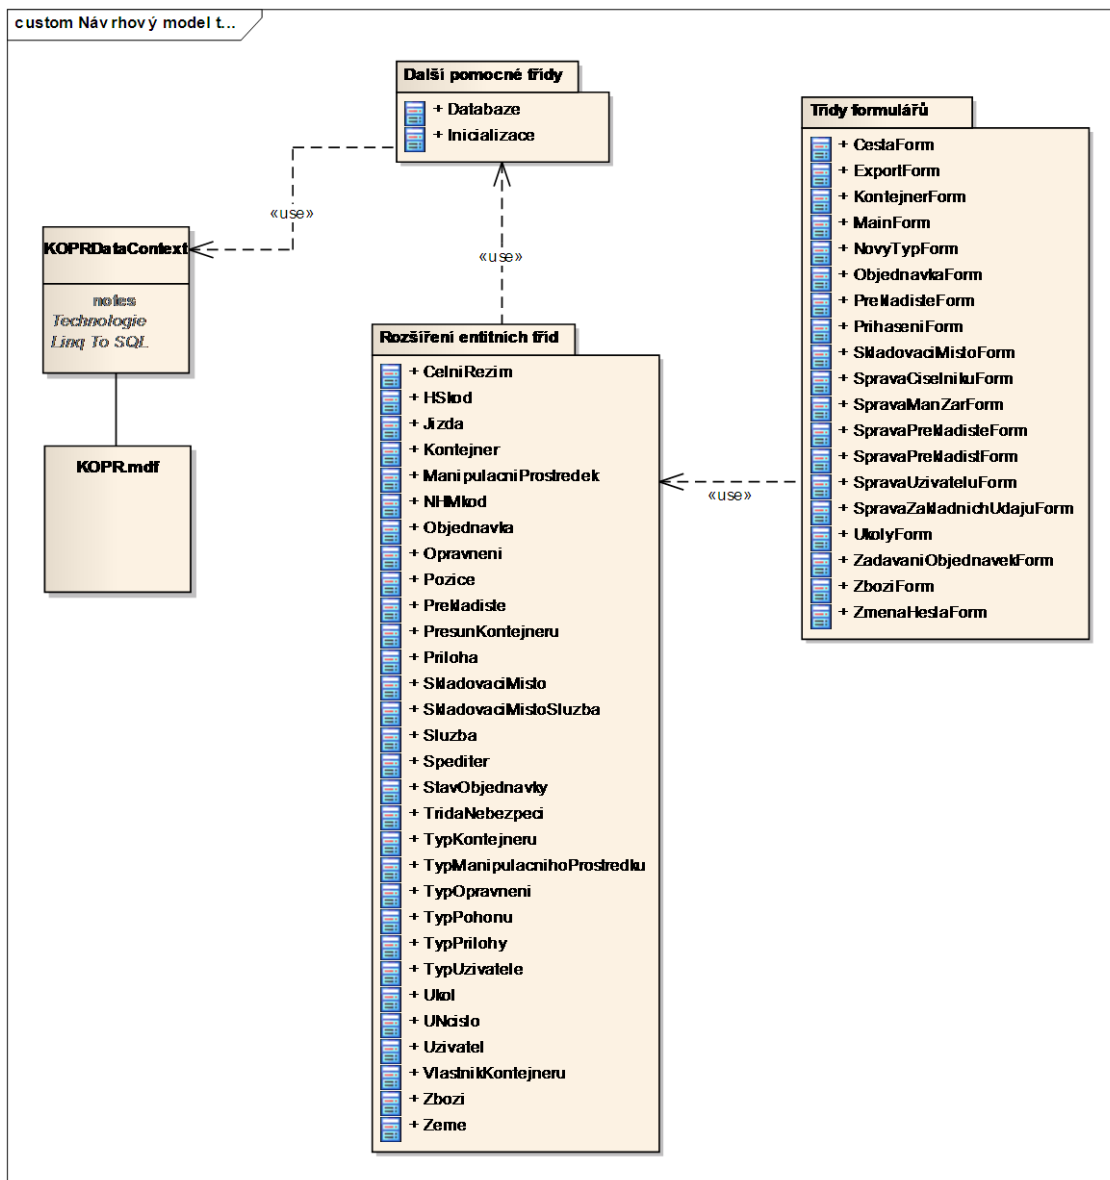 custom Návrhový model t...
Další pomocné třídy
+ Databaze
+ Inicializace
«use»
KOPRDataContext
notes
Technologie
Linq To SQL
KOPR.mdf
«use»
Rozšíření entitních tříd
+ CelniRezim
+ HSkod
+ Jizda
+ Kontejner
+ ManipulacniProstredek
+ NHMkod
+ Objednavka
+ Opravneni
+ Pozice
+ Prekladiste
+ PresunKontejneru
+ Priloha
+ SkladovaciMisto
+ SkladovaciMistoSluzba
+ Sluzba
+ Spediter
+ StavObjednavky
+ TridaNebezpeci
+ TypKontejneru
+ TypManipulacnihoProstredku
+ TypOpravneni
+ TypPohonu
+ TypPrilohy
+ TypUzivatele
+ Ukol
+ UNcislo
+ Uzivatel
+ VlastnikKontejneru
+ Zbozi
+ Zeme
«use»
Třídy formulářů
+ CestaForm
+ ExportForm
+ KontejnerForm
+ MainForm
+ NovyTypForm
+ ObjednavkaForm
+ PrekladisteForm
+ PrihaseniForm
+ SkladovaciMistoForm
+ SpravaCiselnikuForm
+ SpravaManZarForm
+ SpravaPrekladisteForm
+ SpravaPrekladistForm
+ SpravaUzivateluForm
+ SpravaZakladnichUdajuForm
+ UkolyForm
+ ZadavaniObjednavekForm
+ ZboziForm
+ ZmenaHeslaForm